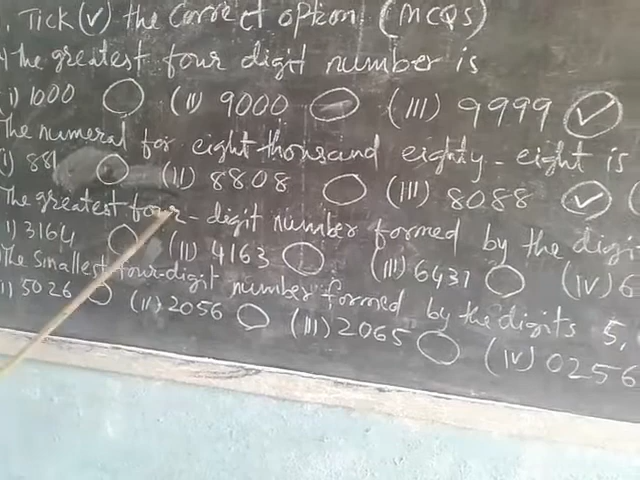 . Tick (✓) the Correct option. (MCQS)
The greatest four digit number is
i) 1000 (ii) 9000 (iii) 9999 ✓
The numeral for eight thousand eighty-eight is
(i) 881 (ii) 8808 (iii) 8088 ✓
The greatest four-digit number formed by the digi
i) 3164 (ii) 4163 (iii) 6431 (iv) 6
The Smallest four-digit number formed by the digits 5,
i) 5026 (ii) 2056 (iii) 2065 (iv) 0256